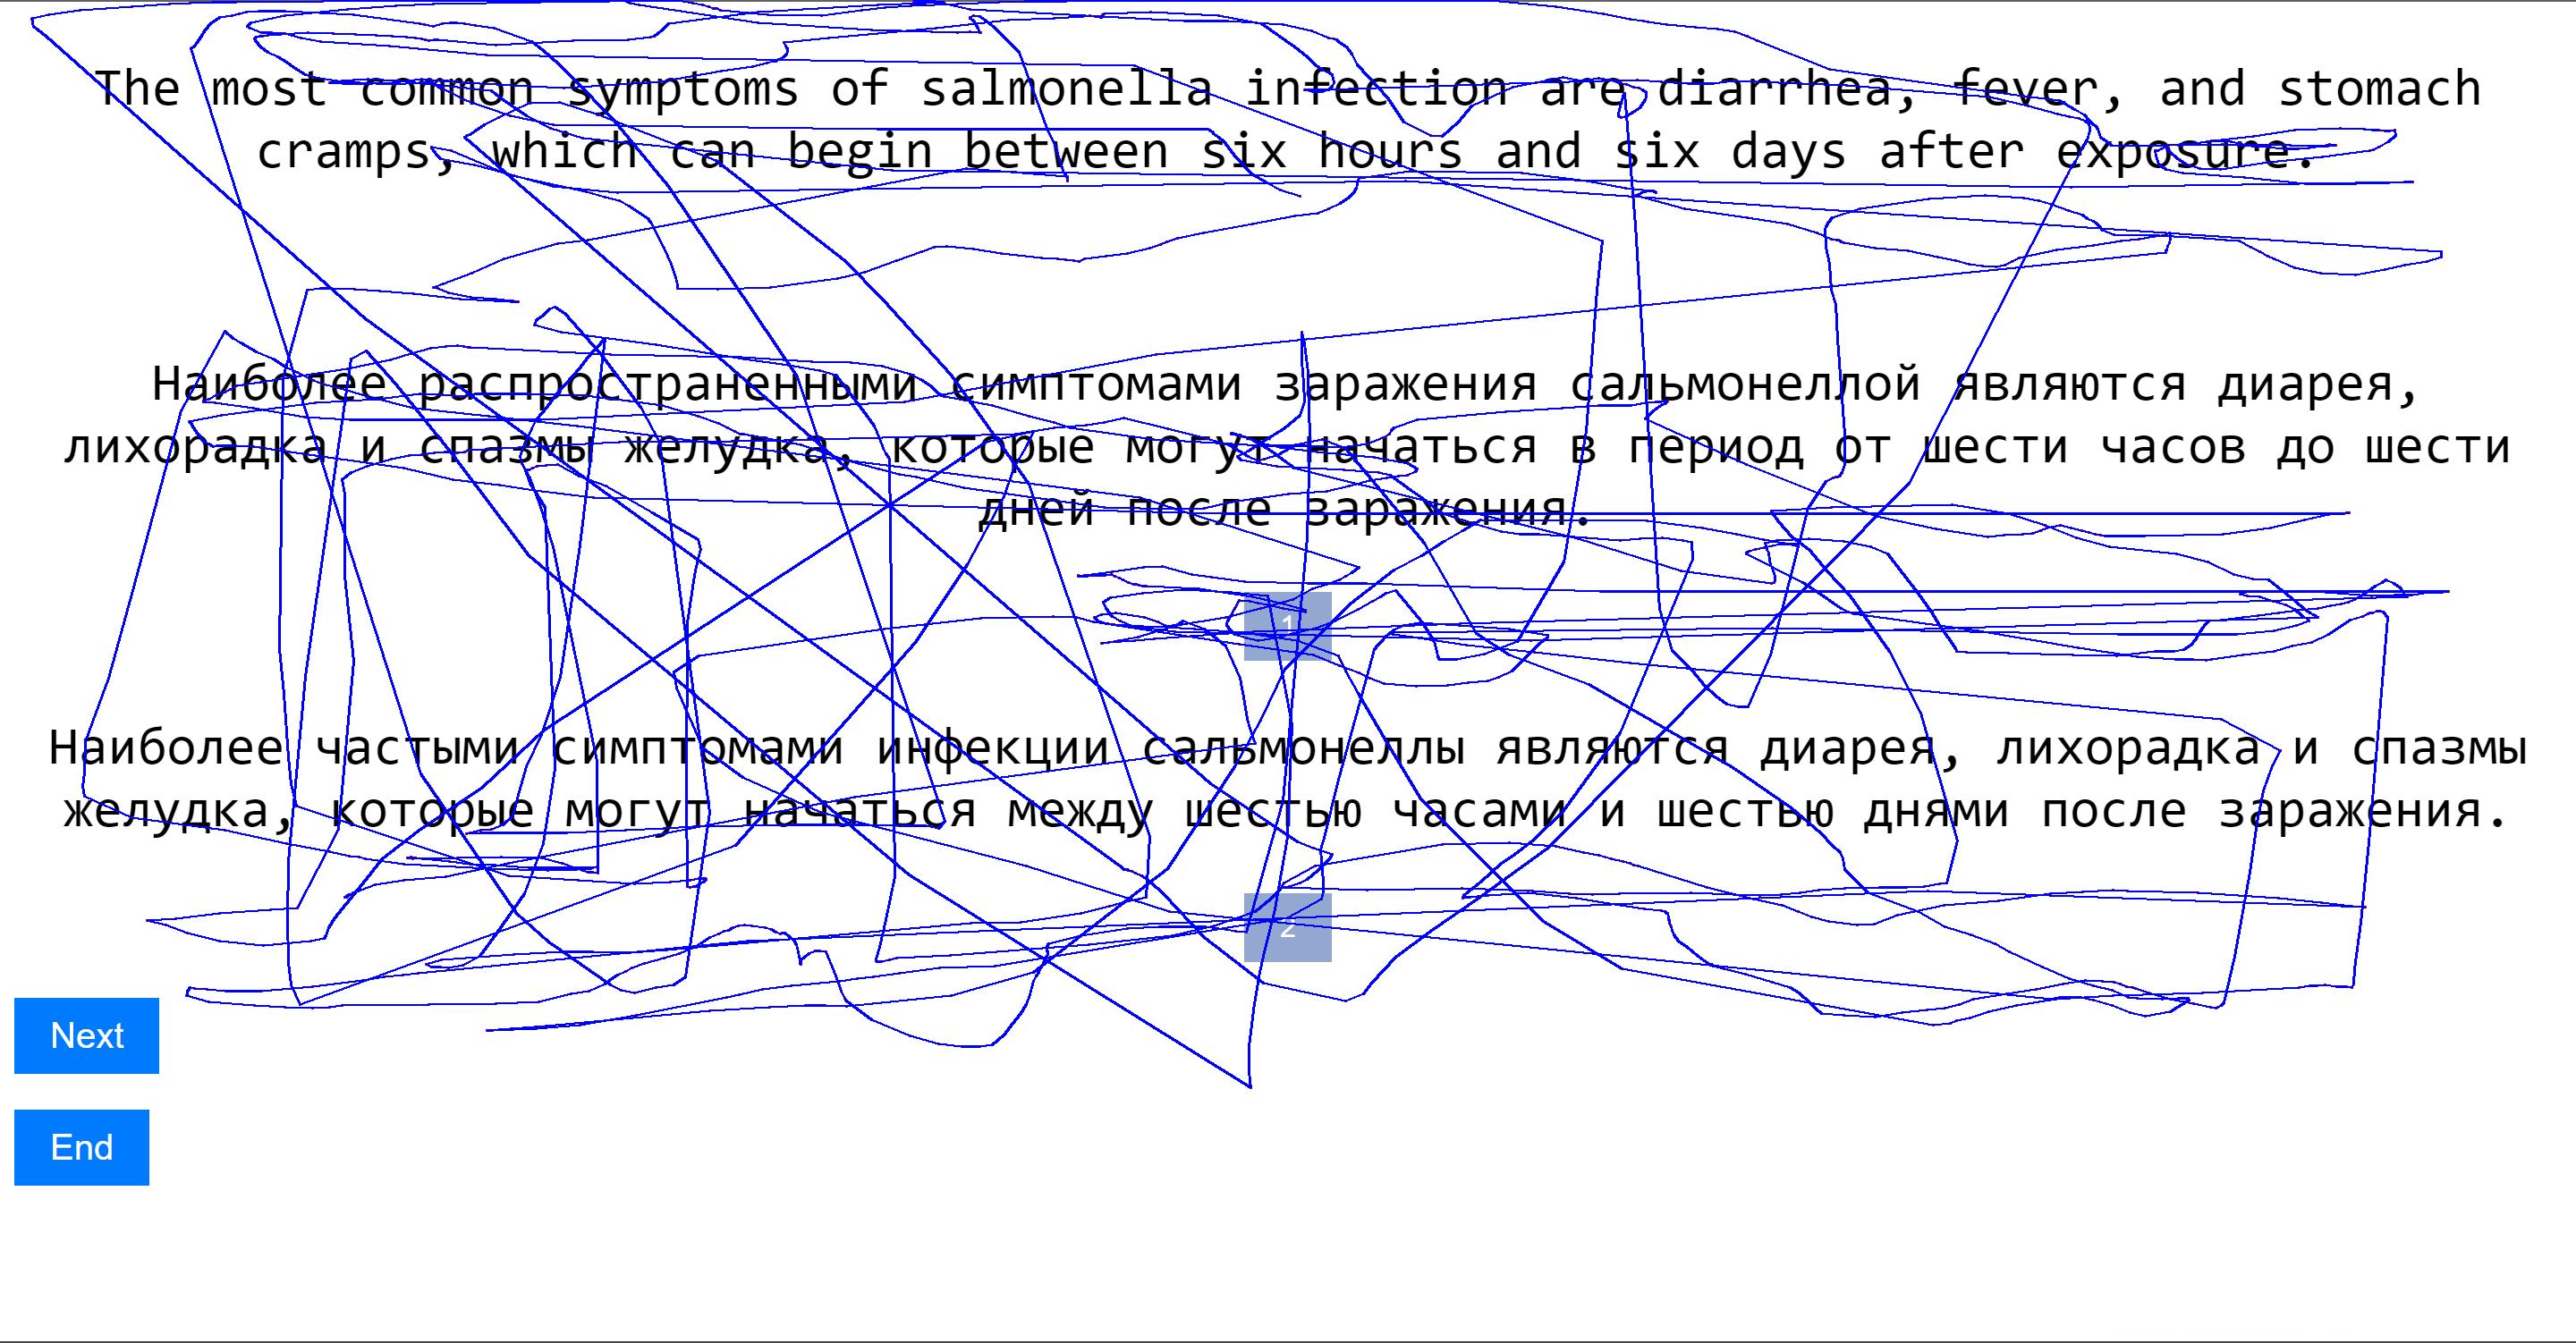 The most common symptoms of salmonella infection are diarrhea, fever, and stomach
cramps, which can begin between six hours and six days after exposure.
Наиболее распространенными симптомами заражения сальмонеллой являются диарея,
лихорадка и спазмы желудка, которые могут начаться в период от шести часов до шести
дней после заражения.
1
Наиболее частыми симптомами инфекции сальмонеллы являются диарея, лихорадка и спазмы
желудка, которые могут начаться между шестью часами и шестью днями после заражения.
2
Next
End